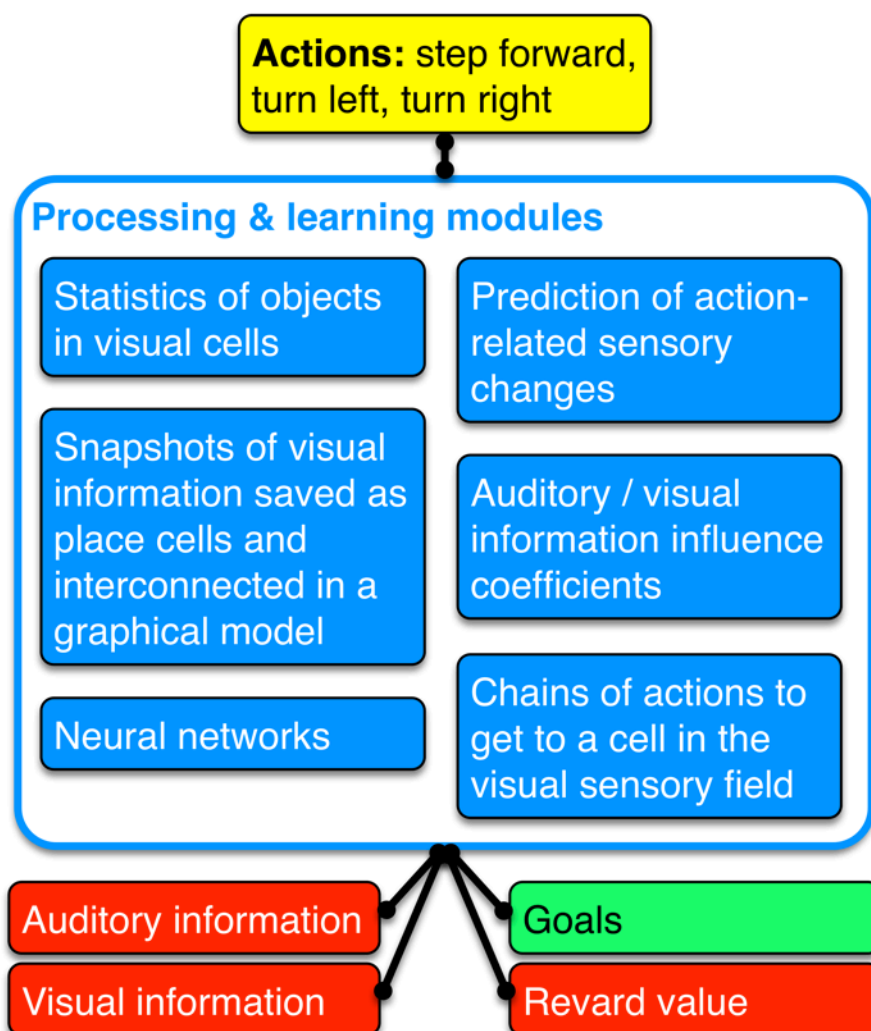 Actions: step forward,
turn left, turn right
Processing & learning modules
Statistics of objects
in visual cells
Snapshots of visual
information saved as
place cells and
interconnected in a
graphical model
Neural networks
Prediction of action-
related sensory
changes
Auditory / visual
information influence
coefficients
Chains of actions to
get to a cell in the
visual sensory field
Auditory information
Visual information
Goals
Revard value